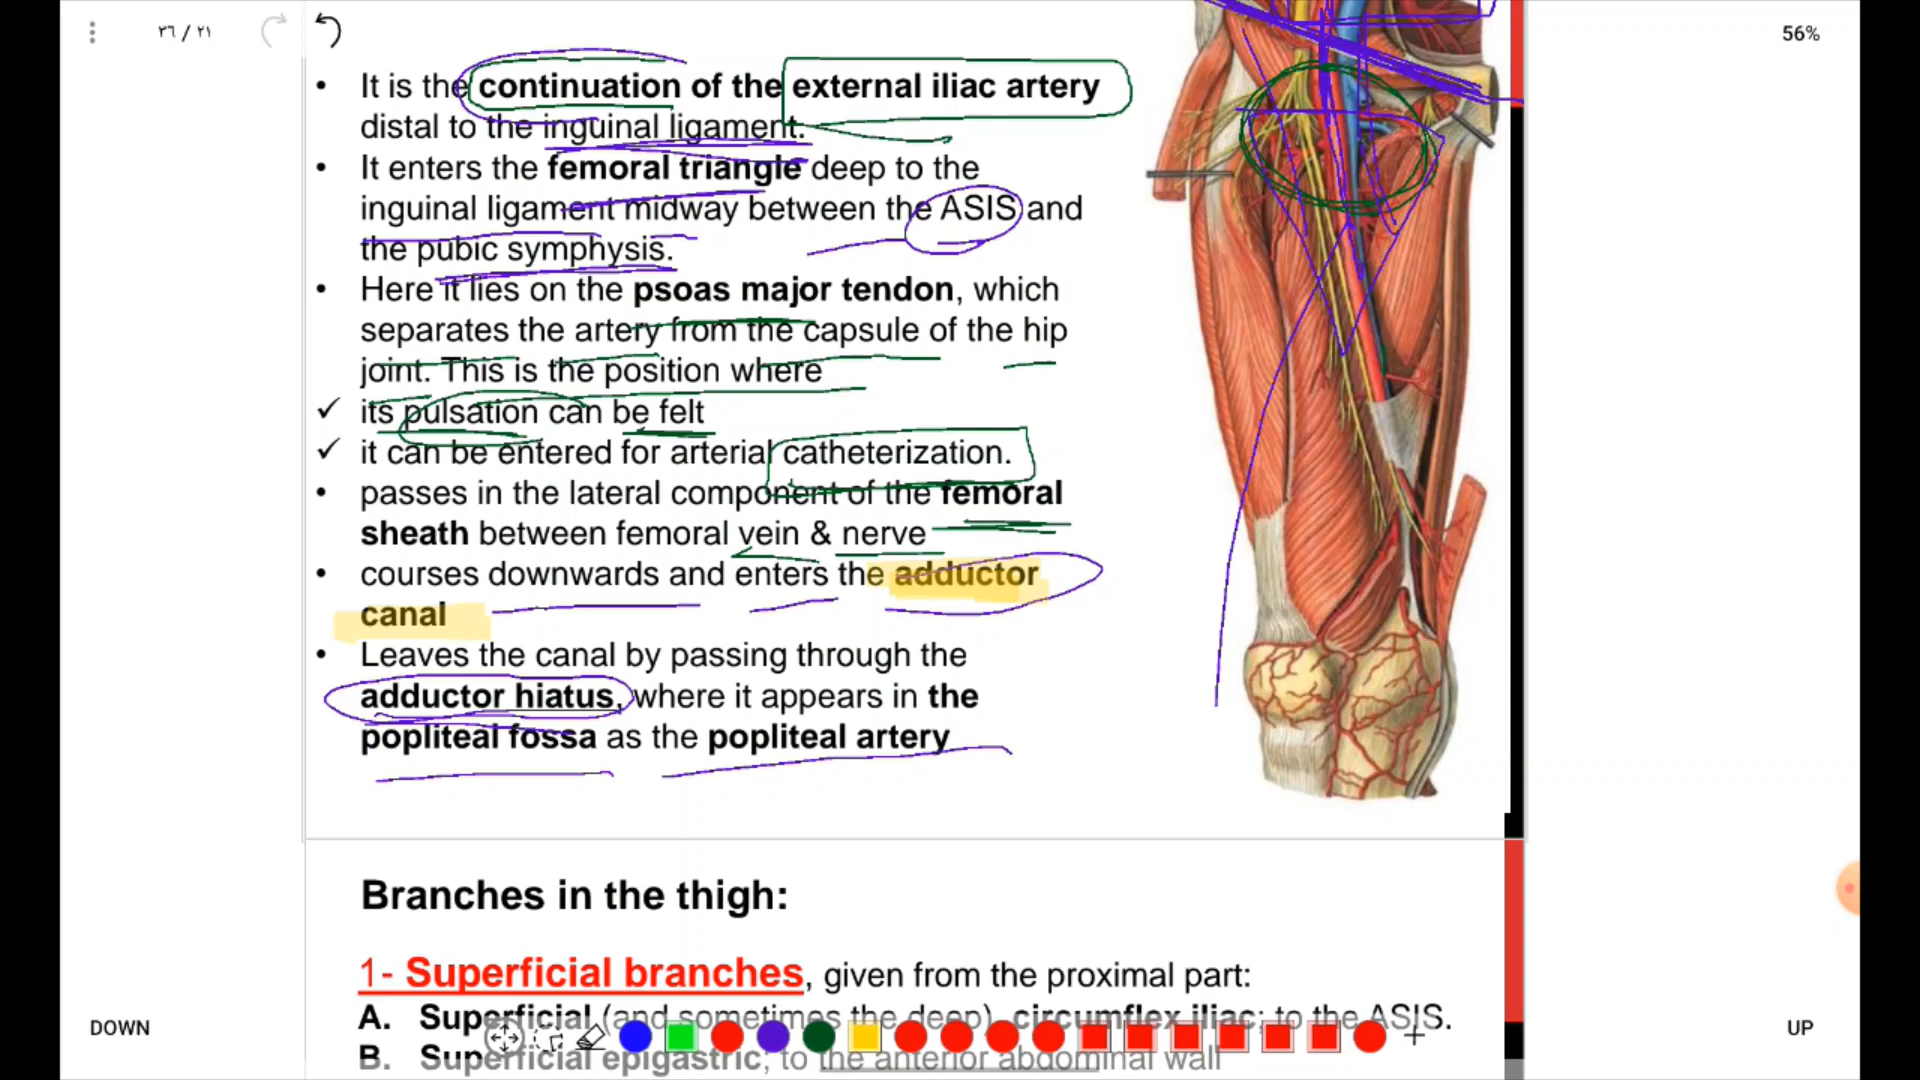 ٣٦ / ٢١
56%
• It is the continuation of the external iliac artery
distal to the inguinal ligament.
• It enters the femoral triangle deep to the
inguinal ligament midway between the ASIS and
the pubic symphysis.
• Here it lies on the psoas major tendon, which
separates the artery from the capsule of the hip
joint. This is the position where
✓ its pulsation can be felt
✓ it can be entered for arterial catheterization.
• passes in the lateral component of the femoral
sheath between femoral vein & nerve
• courses downwards and enters the adductor
canal
• Leaves the canal by passing through the
adductor hiatus, where it appears in the
popliteal fossa as the popliteal artery
Branches in the thigh:
1- Superficial branches, given from the proximal part:
A. Superficial (and sometimes the deep) circumflex iliac; to the ASIS.
B. Superficial epigastric; to the anterior abdominal wall
DOWN
UP